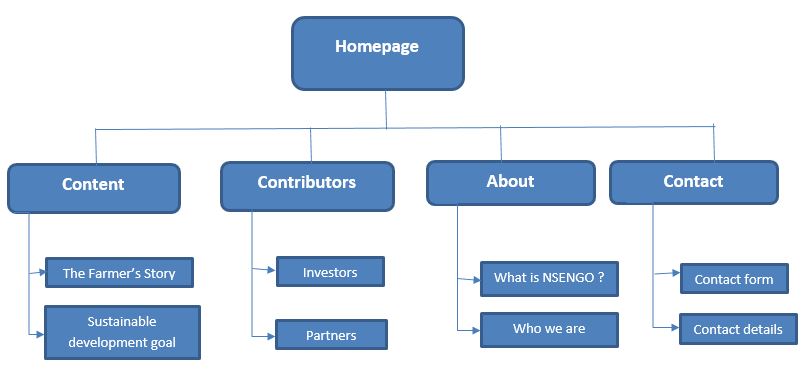 Homepage
Content
Contributors
About
Contact
The Farmer's Story
Investors
What is NSENGO ?
Contact form
Sustainable
development goal
Partners
Who we are
Contact details